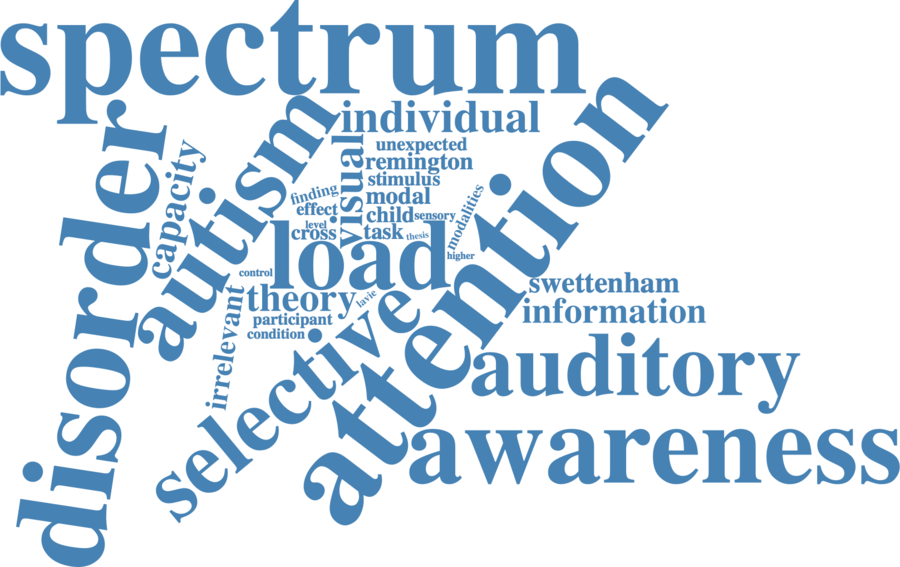 spectrum
disorder
autism
capacity
individual
attention
unexpected
remington
visual
stimulus
finding
modal
effect
child
sensory
modalities
level
cross
task
thesis
load
higher
control
swettenham
theory
lavie
irrelevant
information
participant
condition
•
selective
auditory
awareness